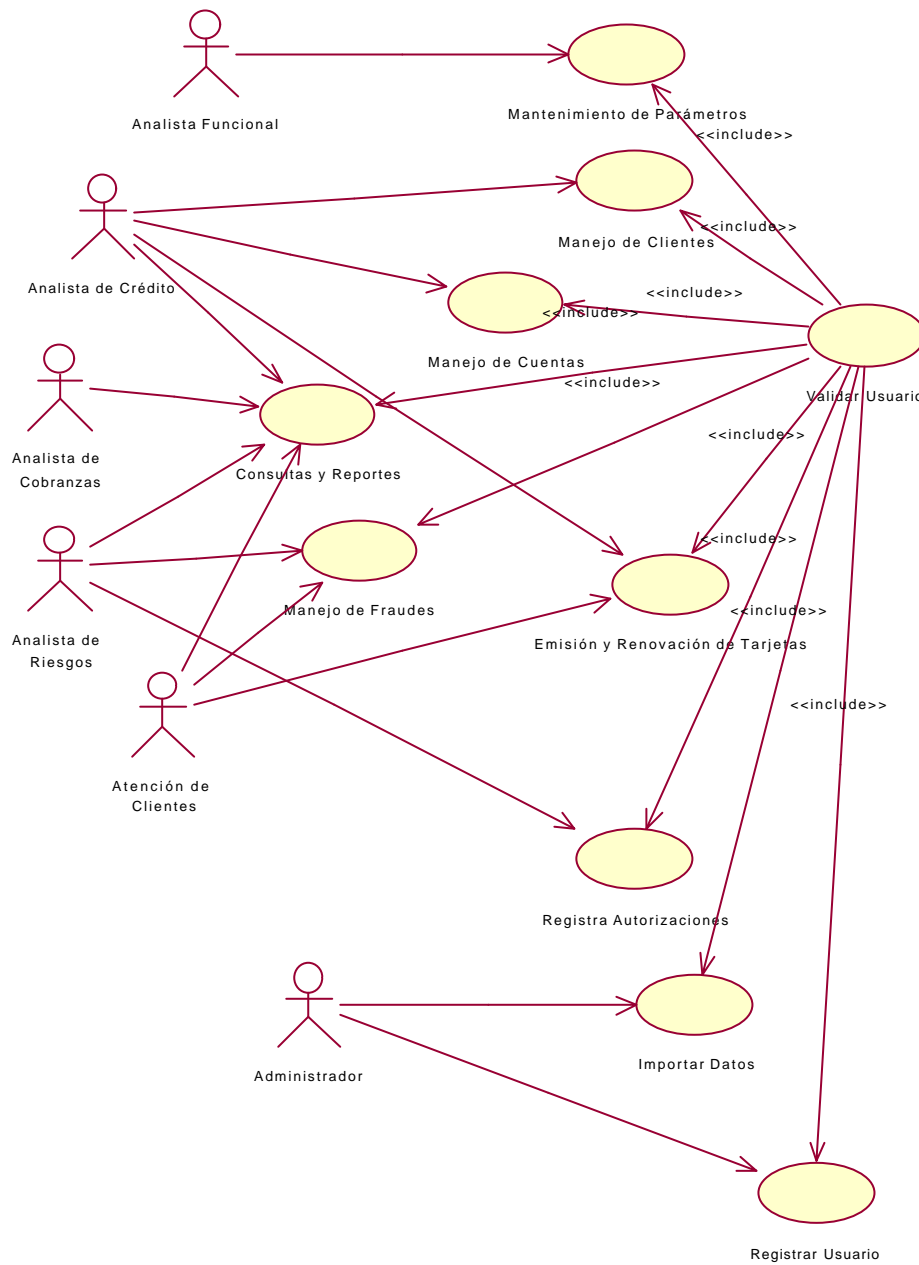 Analista Funcional
Mantenimiento de Parámetros
<<include>>
Manejo de Clientes
<<include>>
Analista de Crédito
<<include>>
<<include>>
Manejo de Cuentas
<<include>>
Validar Usuario
Analista de
Cobranzas
Consultas y Reportes
<<include>>
<<include>>
Manejo de Fraudes
Analista de
Riesgos
Emisión y Renovación de Tarjetas
<<include>>
<<include>>
Atención de
Clientes
Registra Autorizaciones
Importar Datos
Administrador
Registrar Usuario